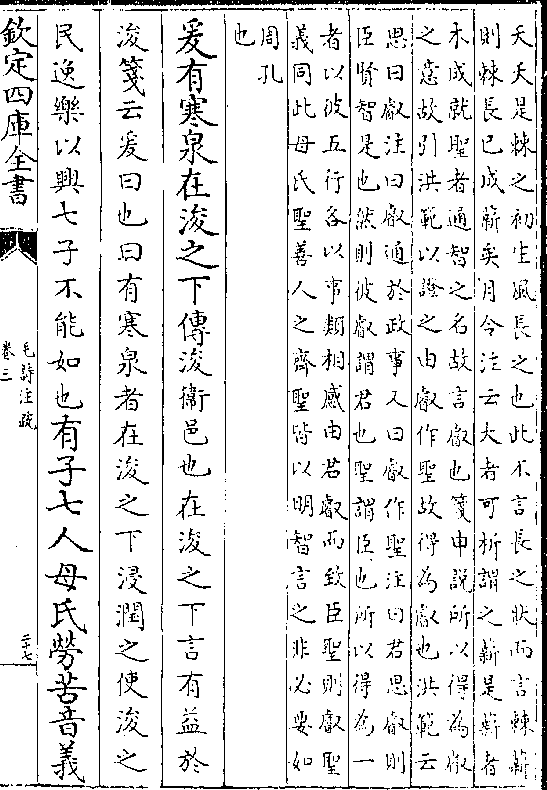 夭夭是棘之初生風長之也此不言長之狀而言棘薪
則棘長已成薪矣月令注云大者可析謂之薪是薪者
木成就聖者通智之名故言叡也箋申説所以得為叡
之意故引洪範以證之由叡作聖故得為叡也洪範云
思曰叡注曰叡通於政事又曰叡作聖注曰君思叡則
臣賢智是也然則彼叡謂君也聖謂臣也所以得為一
者以彼五行各以事類相感由君叡而致臣聖則叡聖
義同此母氏聖善人之齊聖皆以明智言之非必要如
周孔
也
爰有寒泉在浚之下傳浚衞邑也在浚之下言有益於
浚箋云爰曰也曰有寒泉者在浚之下浸潤之使浚之
民逸樂以興七子不能如也有子七人母氏勞苦音義
欽定四庫全書
毛詩注疏
卷三
三十七